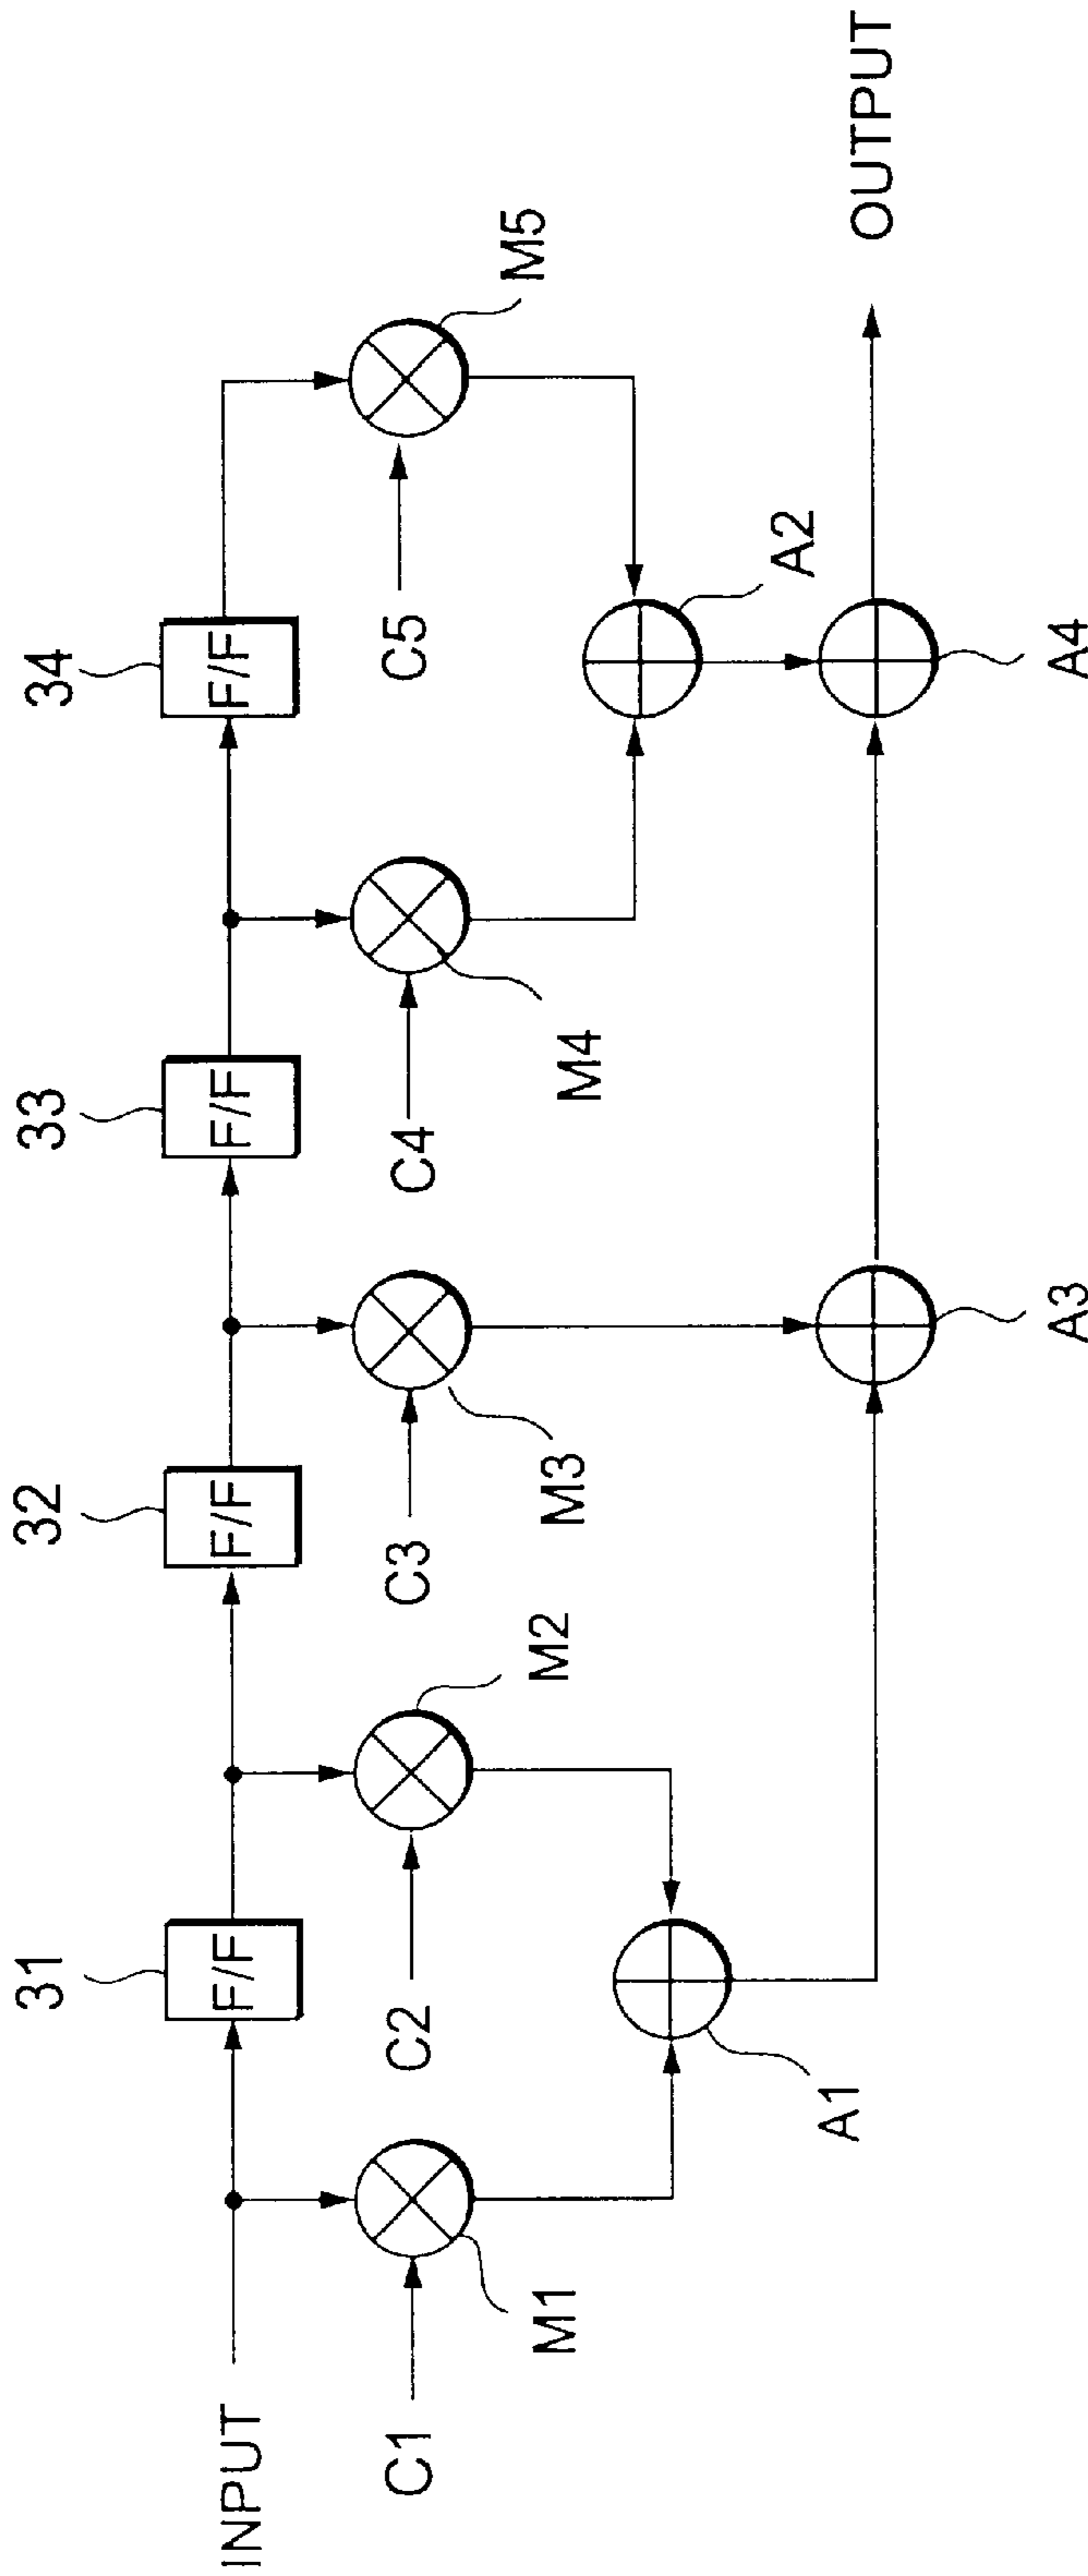 31
32
33
34
F/F
F/F
F/F
F/F
INPUT
C1
M1
C2
M2
C3
M3
C4
M4
C5
M5
A1
A2
A3
A4
OUTPUT